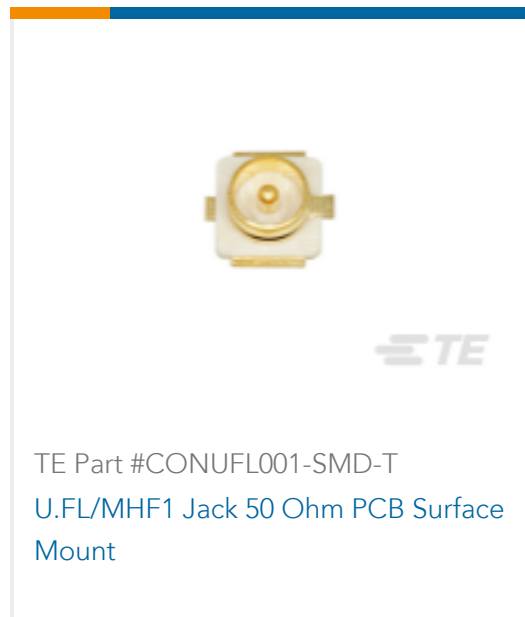 TE
TE Part #CONUFL001-SMD-T
U.FL/MHF1 Jack 50 Ohm PCB Surface
Mount